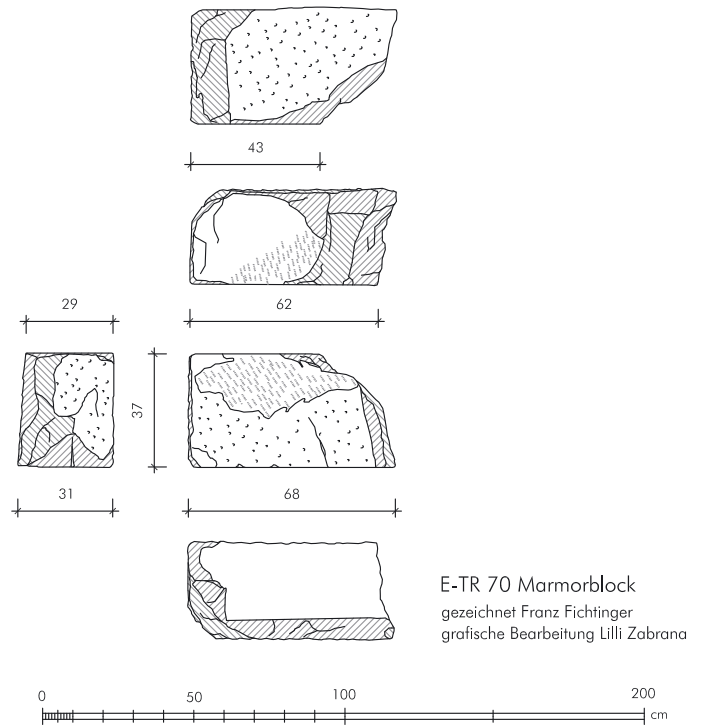 43
62
29
37
31
68
E-TR 70 Marmorblock
gezeichnet Franz Fichtinger
grafische Bearbeitung Lilli Zabrana
0 50 100 200
cm